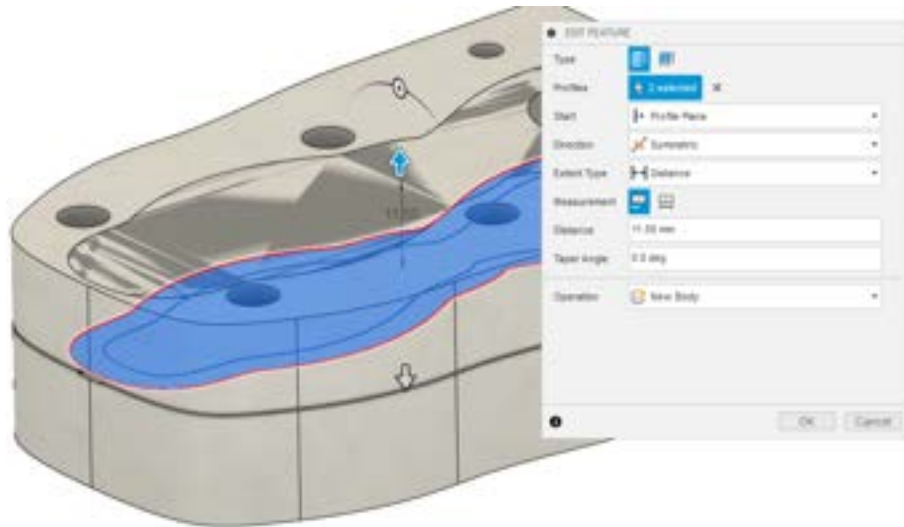 EDIT FEATURE
Type
Profiles 2 selected
Start Profile Plane
Direction Symmetric
Extent Type Distance
Measurement
Distance 11.00 mm
Taper Angle 0.0 deg
Operation New Body
OK Cancel